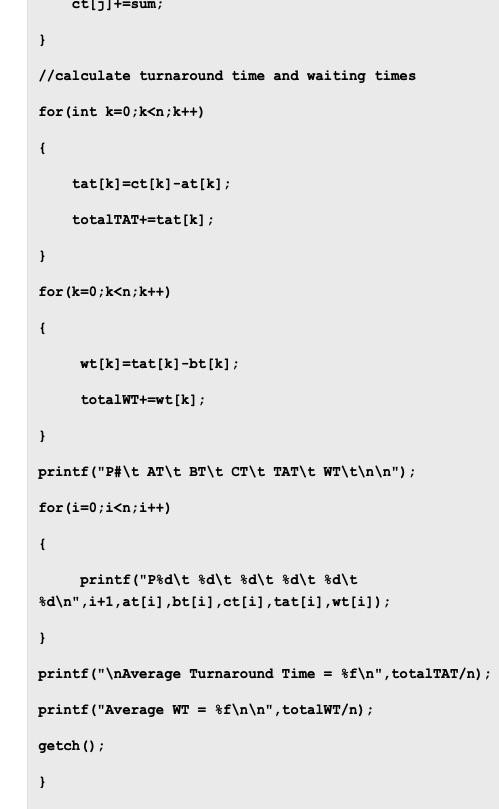 ct[j]+=sum;
}
//calculate turnaround time and waiting times
for(int k=0;k<n;k++)
{
tat[k]=ct[k]-at[k];
totalTAT+=tat[k];
}
for(k=0;k<n;k++)
{
wt[k]=tat[k]-bt[k];
totalWT+=wt[k];
}
printf("P#\t AT\t BT\t CT\t TAT\t WT\t\n\n");
for(i=0;i<n;i++)
{
printf("P%d\t %d\t %d\t %d\t %d\t
%d\n",i+1,at[i],bt[i],ct[i],tat[i],wt[i]);
}
printf("\nAverage Turnaround Time = %f\n",totalTAT/n);
printf("Average WT = %f\n\n",totalWT/n);
getch();
}